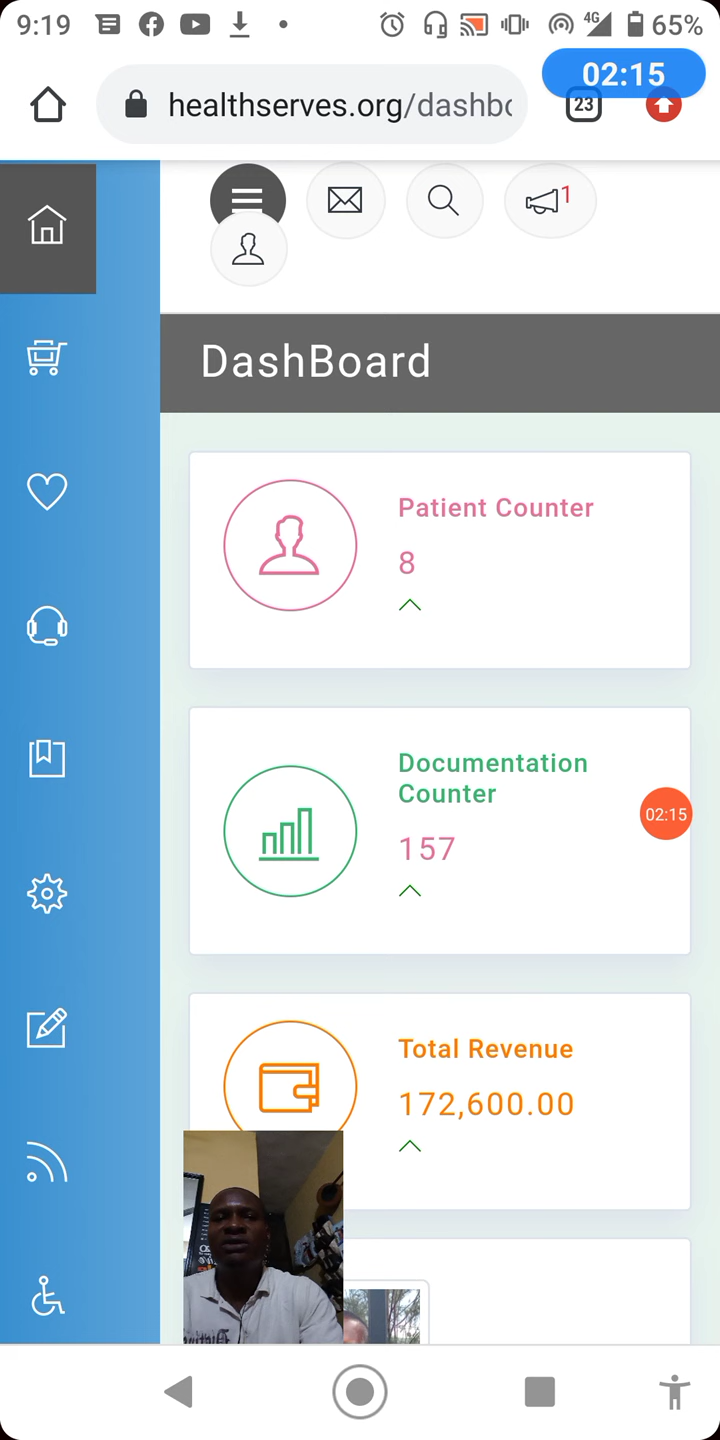 9:19
4G
65%
02:15
healthserves.org/dashbo
23
1
DashBoard
Patient Counter
8
Documentation
Counter
157
02:15
Total Revenue
172,600.00